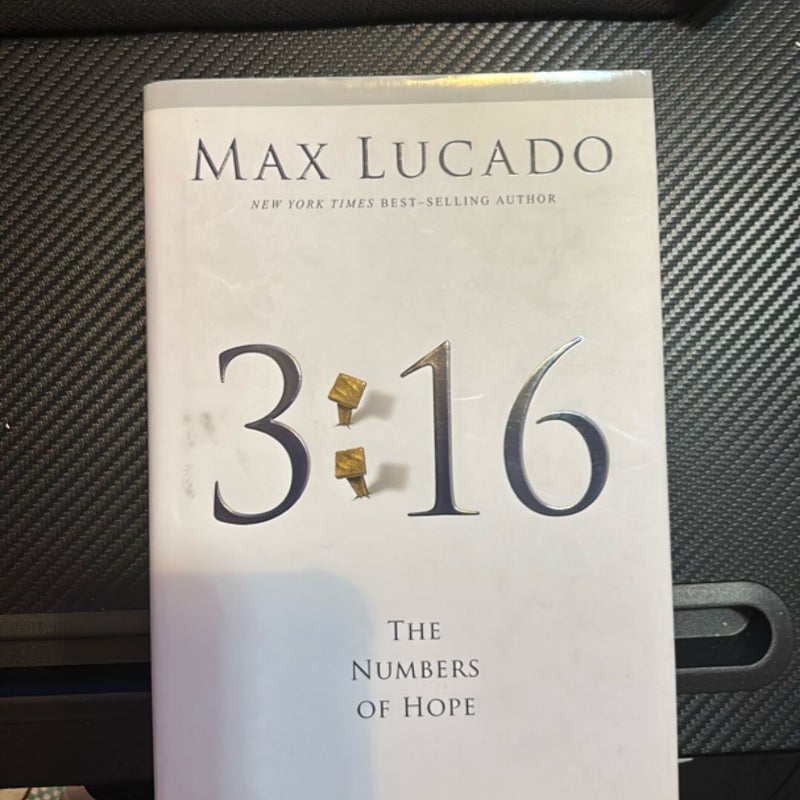 MAX LUCADO
NEW YORK TIMES BEST–SELLING AUTHOR
3:16
THE
NUMBERS
OF HOPE